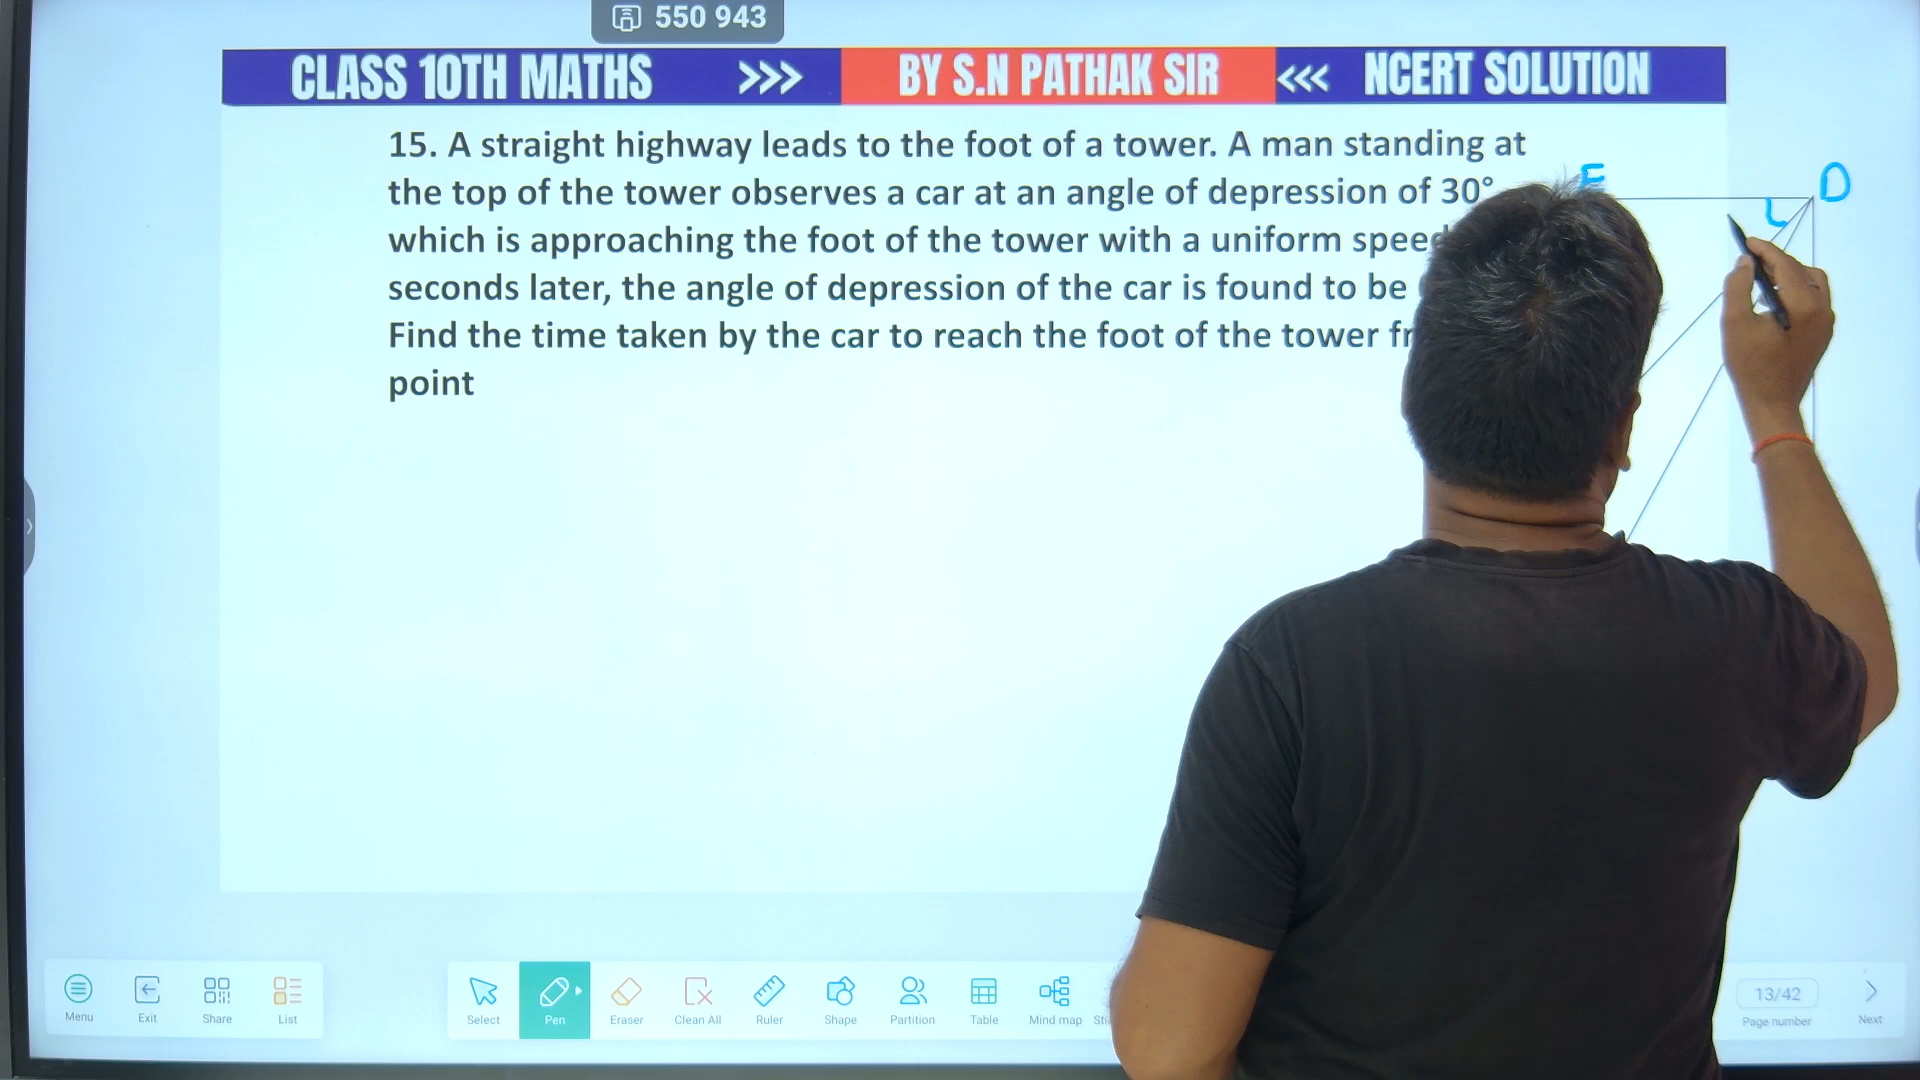 550 943
CLASS 10TH MATHS >>> BY S.N PATHAK SIR <<< NCERT SOLUTION
15. A straight highway leads to the foot of a tower. A man standing at
the top of the tower observes a car at an angle of depression of 30°
which is approaching the foot of the tower with a uniform
seconds later, the angle of depression of the car is found to be
Find the time taken by the car to reach the foot of the tower
point
E D
Menu Exit Share List Select Pen Eraser Clean All Ruler Shape Partition Table Mind map
13/42
Page number Next